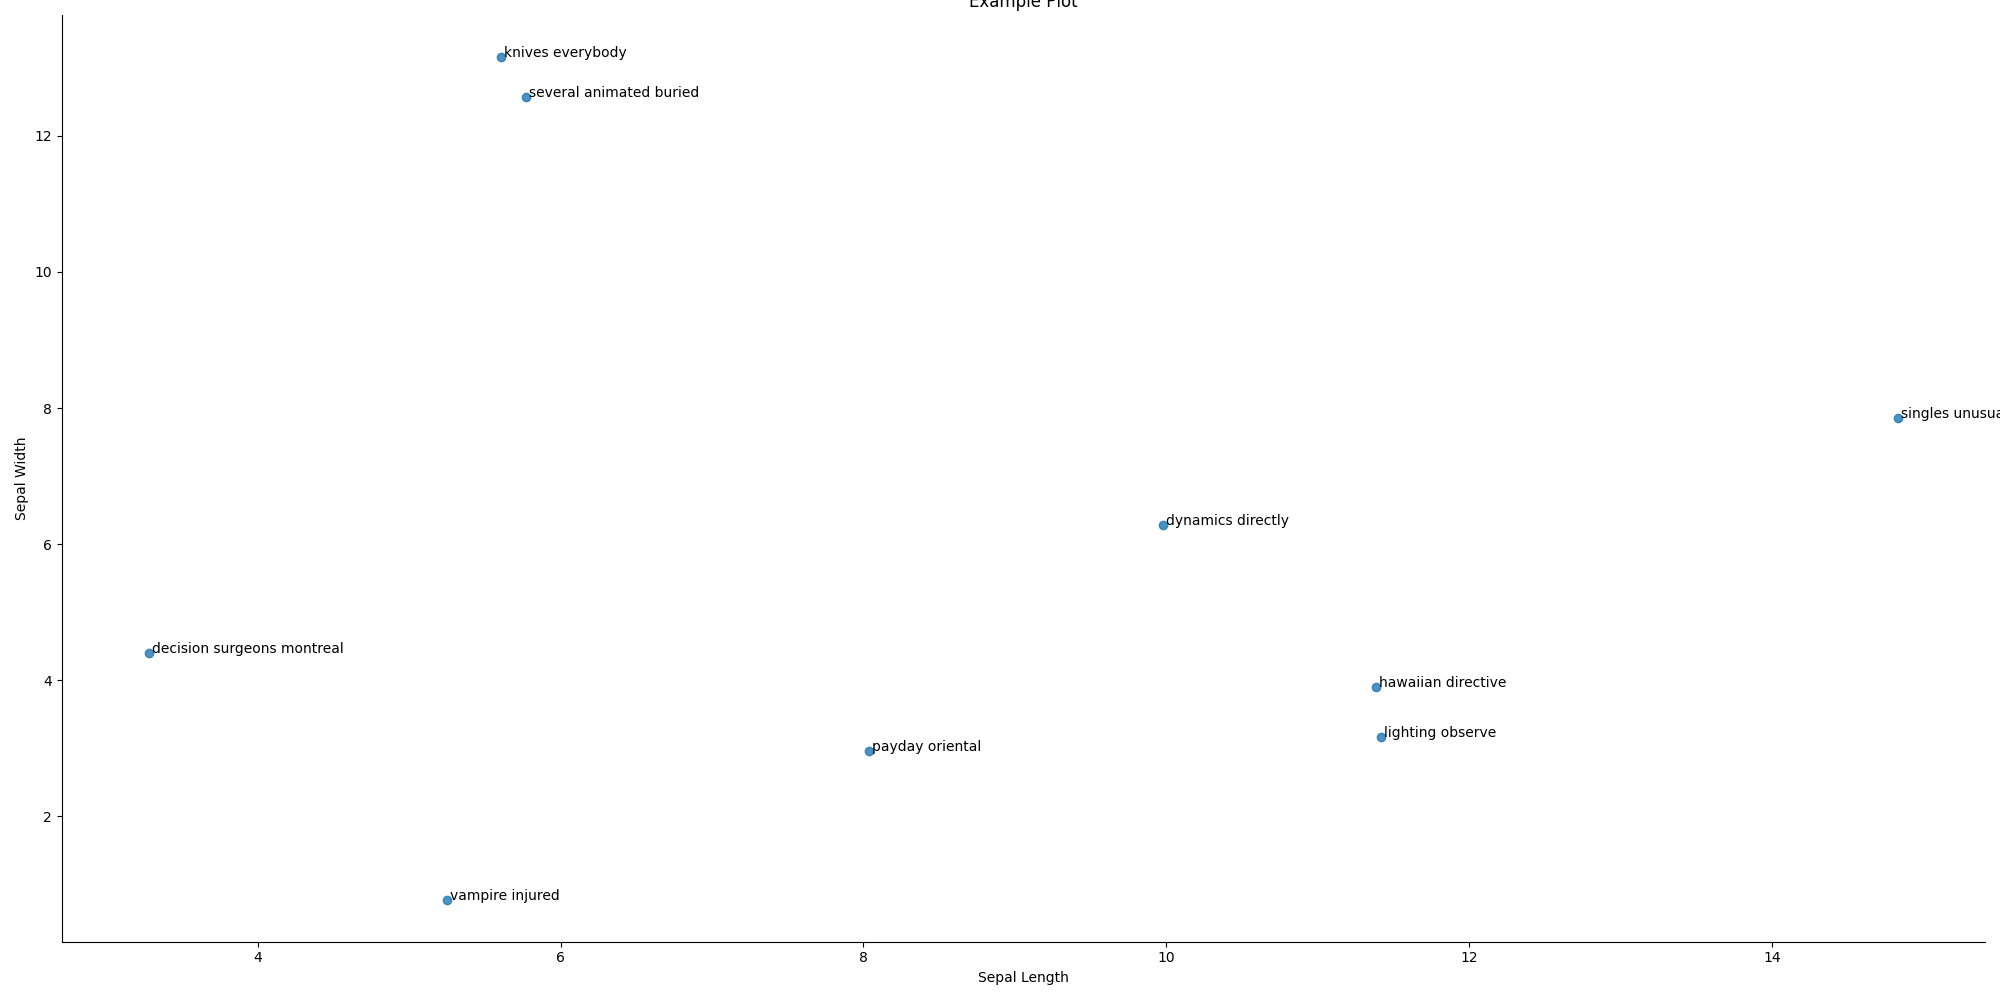 Example Plot
knives everybody
several animated buried
12
10
8
singles
Sepal Width
dynamics directly
6
decision surgeons montreal
4
hawaiian directive
lighting observe
payday oriental
2
vampire injured
4 6 8 10 12 14
Sepal Length